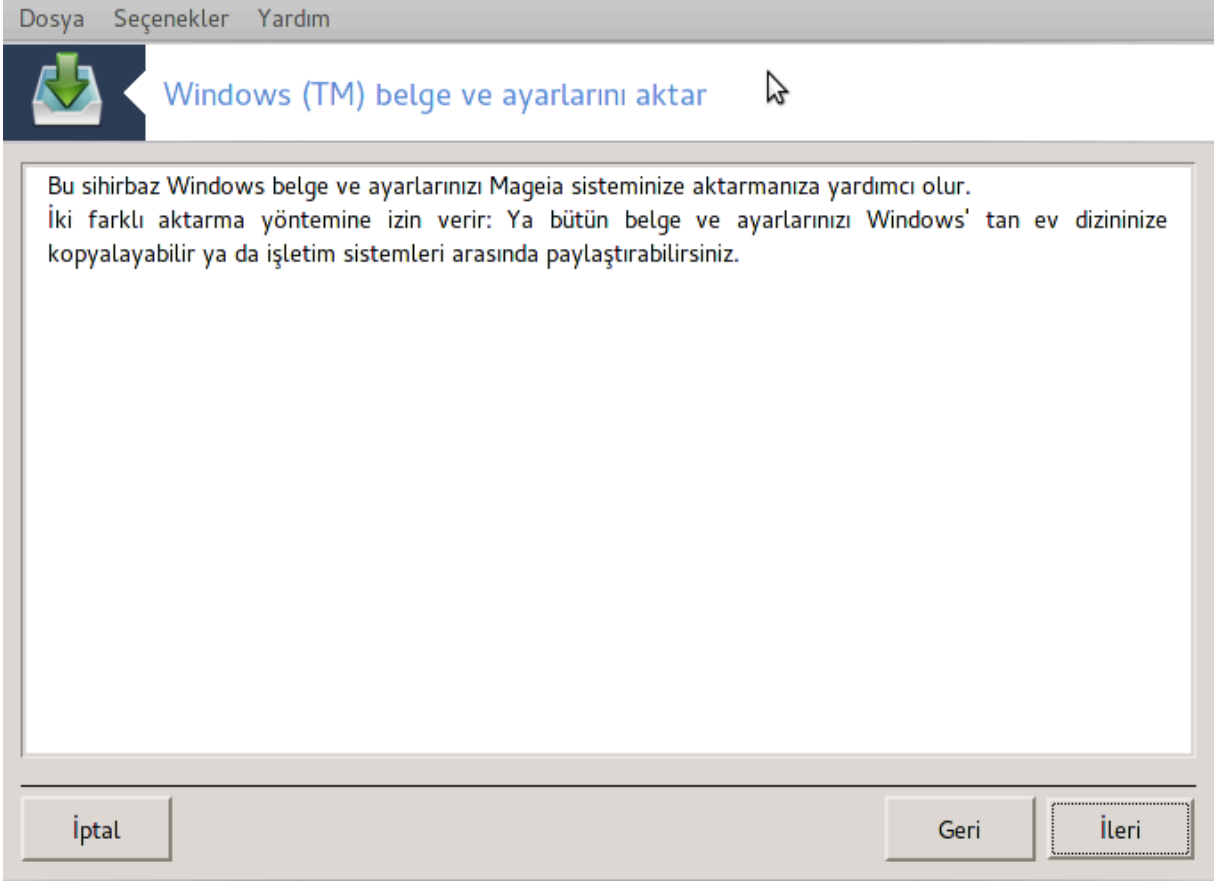 Dosya Seçenekler Yardım
Windows (TM) belge ve ayarlarını aktar
Bu sihirbaz Windows belge ve ayarlarınızı Mageia sisteminize aktarmanıza yardımcı olur.
İki farklı aktarma yöntemine izin verir: Ya bütün belge ve ayarlarınızı Windows' tan ev dizininize
kopyalayabilir ya da işletim sistemleri arasında paylaştırabilirsiniz.
İptal Geri İleri